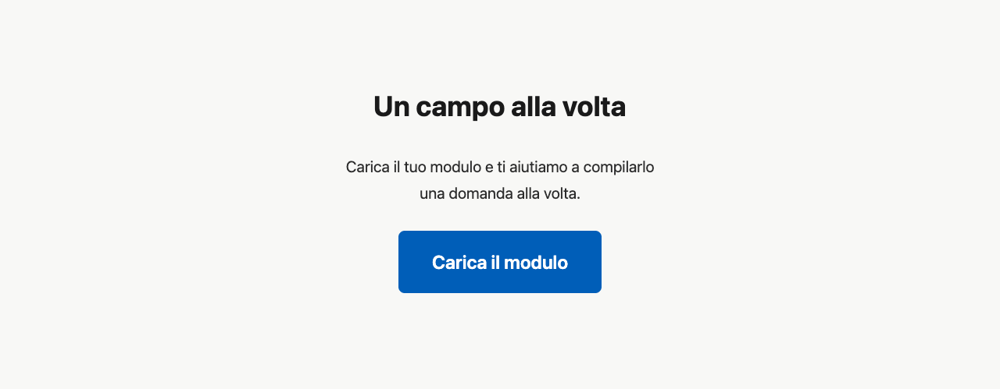 Un campo alla volta
Carica il tuo modulo e ti aiutiamo a compilarlo
una domanda alla volta.
Carica il modulo